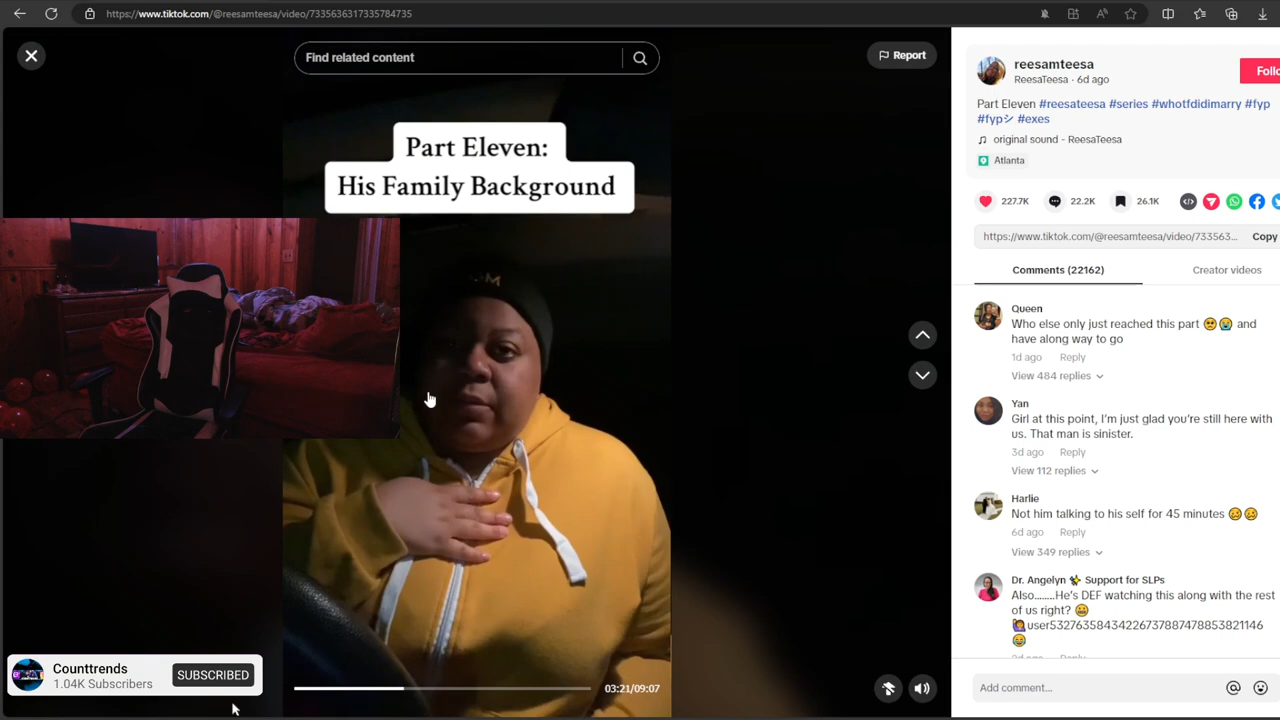 https://www.tiktok.com/@reesamteesa/video/7335636317335784735
Find related content
Report
Part Eleven:
His Family Background
03:21/09:07
Counttrends
1.04K Subscribers
SUBSCRIBED
reesamteesa
ReesaTeesa · 6d ago
Follo
Part Eleven #reesateesa #series #whotfdidimarry #fyp
#fypシ #exes
original sound - ReesaTeesa
Atlanta
227.7K
22.2K
26.1K
https://www.tiktok.com/@reesamteesa/video/733563...
Copy
Comments (22162)
Creator videos
Queen
Who else only just reached this part 🥹😭 and
have along way to go
1d ago Reply
View 484 replies
Yan
Girl at this point, I'm just glad you're still here with
us. That man is sinister.
3d ago Reply
View 112 replies
Harlie
Not him talking to his self for 45 minutes 😖😖
6d ago Reply
View 349 replies
Dr. Angelyn ✨ Support for SLPs
Also........He's DEF watching this along with the rest
of us right? 😬
🙋‍♀️user53276358434226737887478853821146
😂
Add comment...